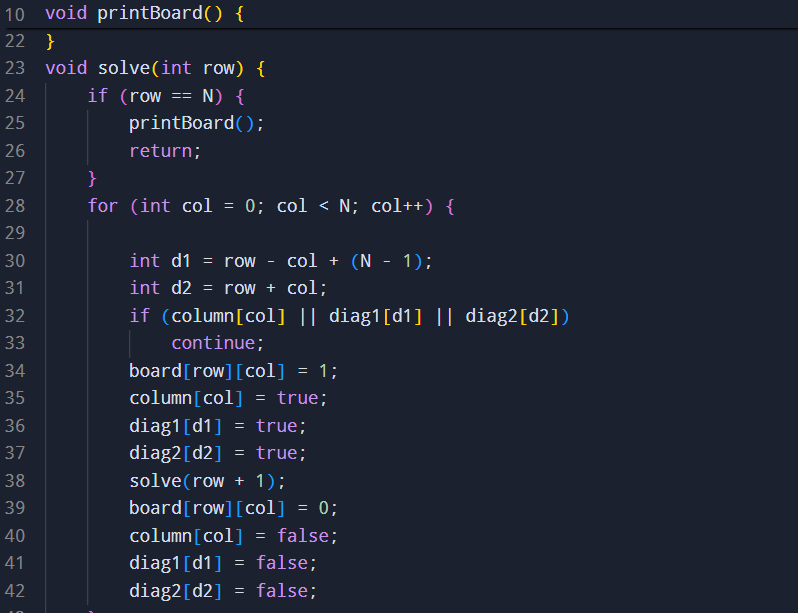 10 void printBoard() {
22 }
23 void solve(int row) {
24     if (row == N) {
25         printBoard();
26         return;
27     }
28     for (int col = 0; col < N; col++) {
29
30         int d1 = row - col + (N - 1);
31         int d2 = row + col;
32         if (column[col] || diag1[d1] || diag2[d2])
33             continue;
34         board[row][col] = 1;
35         column[col] = true;
36         diag1[d1] = true;
37         diag2[d2] = true;
38         solve(row + 1);
39         board[row][col] = 0;
40         column[col] = false;
41         diag1[d1] = false;
42         diag2[d2] = false;